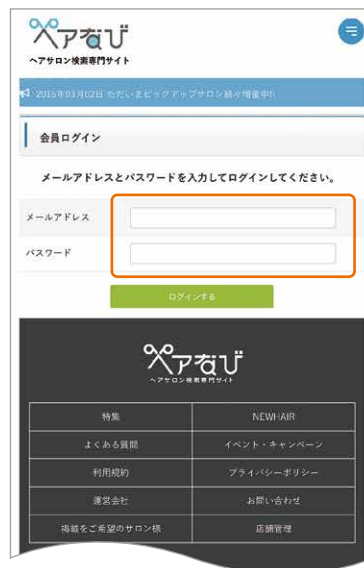 ヘアなび
ヘアサロン検索専門サイト
2015年03月02日 ただいまピックアップサロン続々増量中!!
会員ログイン
メールアドレスとパスワードを入力してログインしてください。
メールアドレス
パスワード
ログインする
ヘアなび
ヘアサロン検索専門サイト
特集 NEWHAIR
よくある質問 イベント・キャンペーン
利用規約 プライバシーポリシー
運営会社 お問い合わせ
掲載をご希望のサロン様 店舗管理